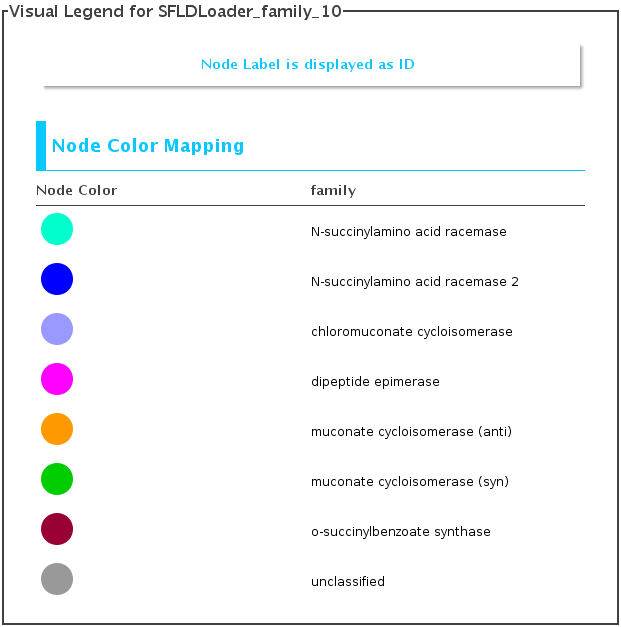 Visual Legend for SFLDLoader_family_10
Node Label is displayed as ID
Node Color Mapping
Node Color family
N-succinylamino acid racemase
N-succinylamino acid racemase 2
chloromuconate cycloisomerase
dipeptide epimerase
muconate cycloisomerase (anti)
muconate cycloisomerase (syn)
o-succinylbenzoate synthase
unclassified